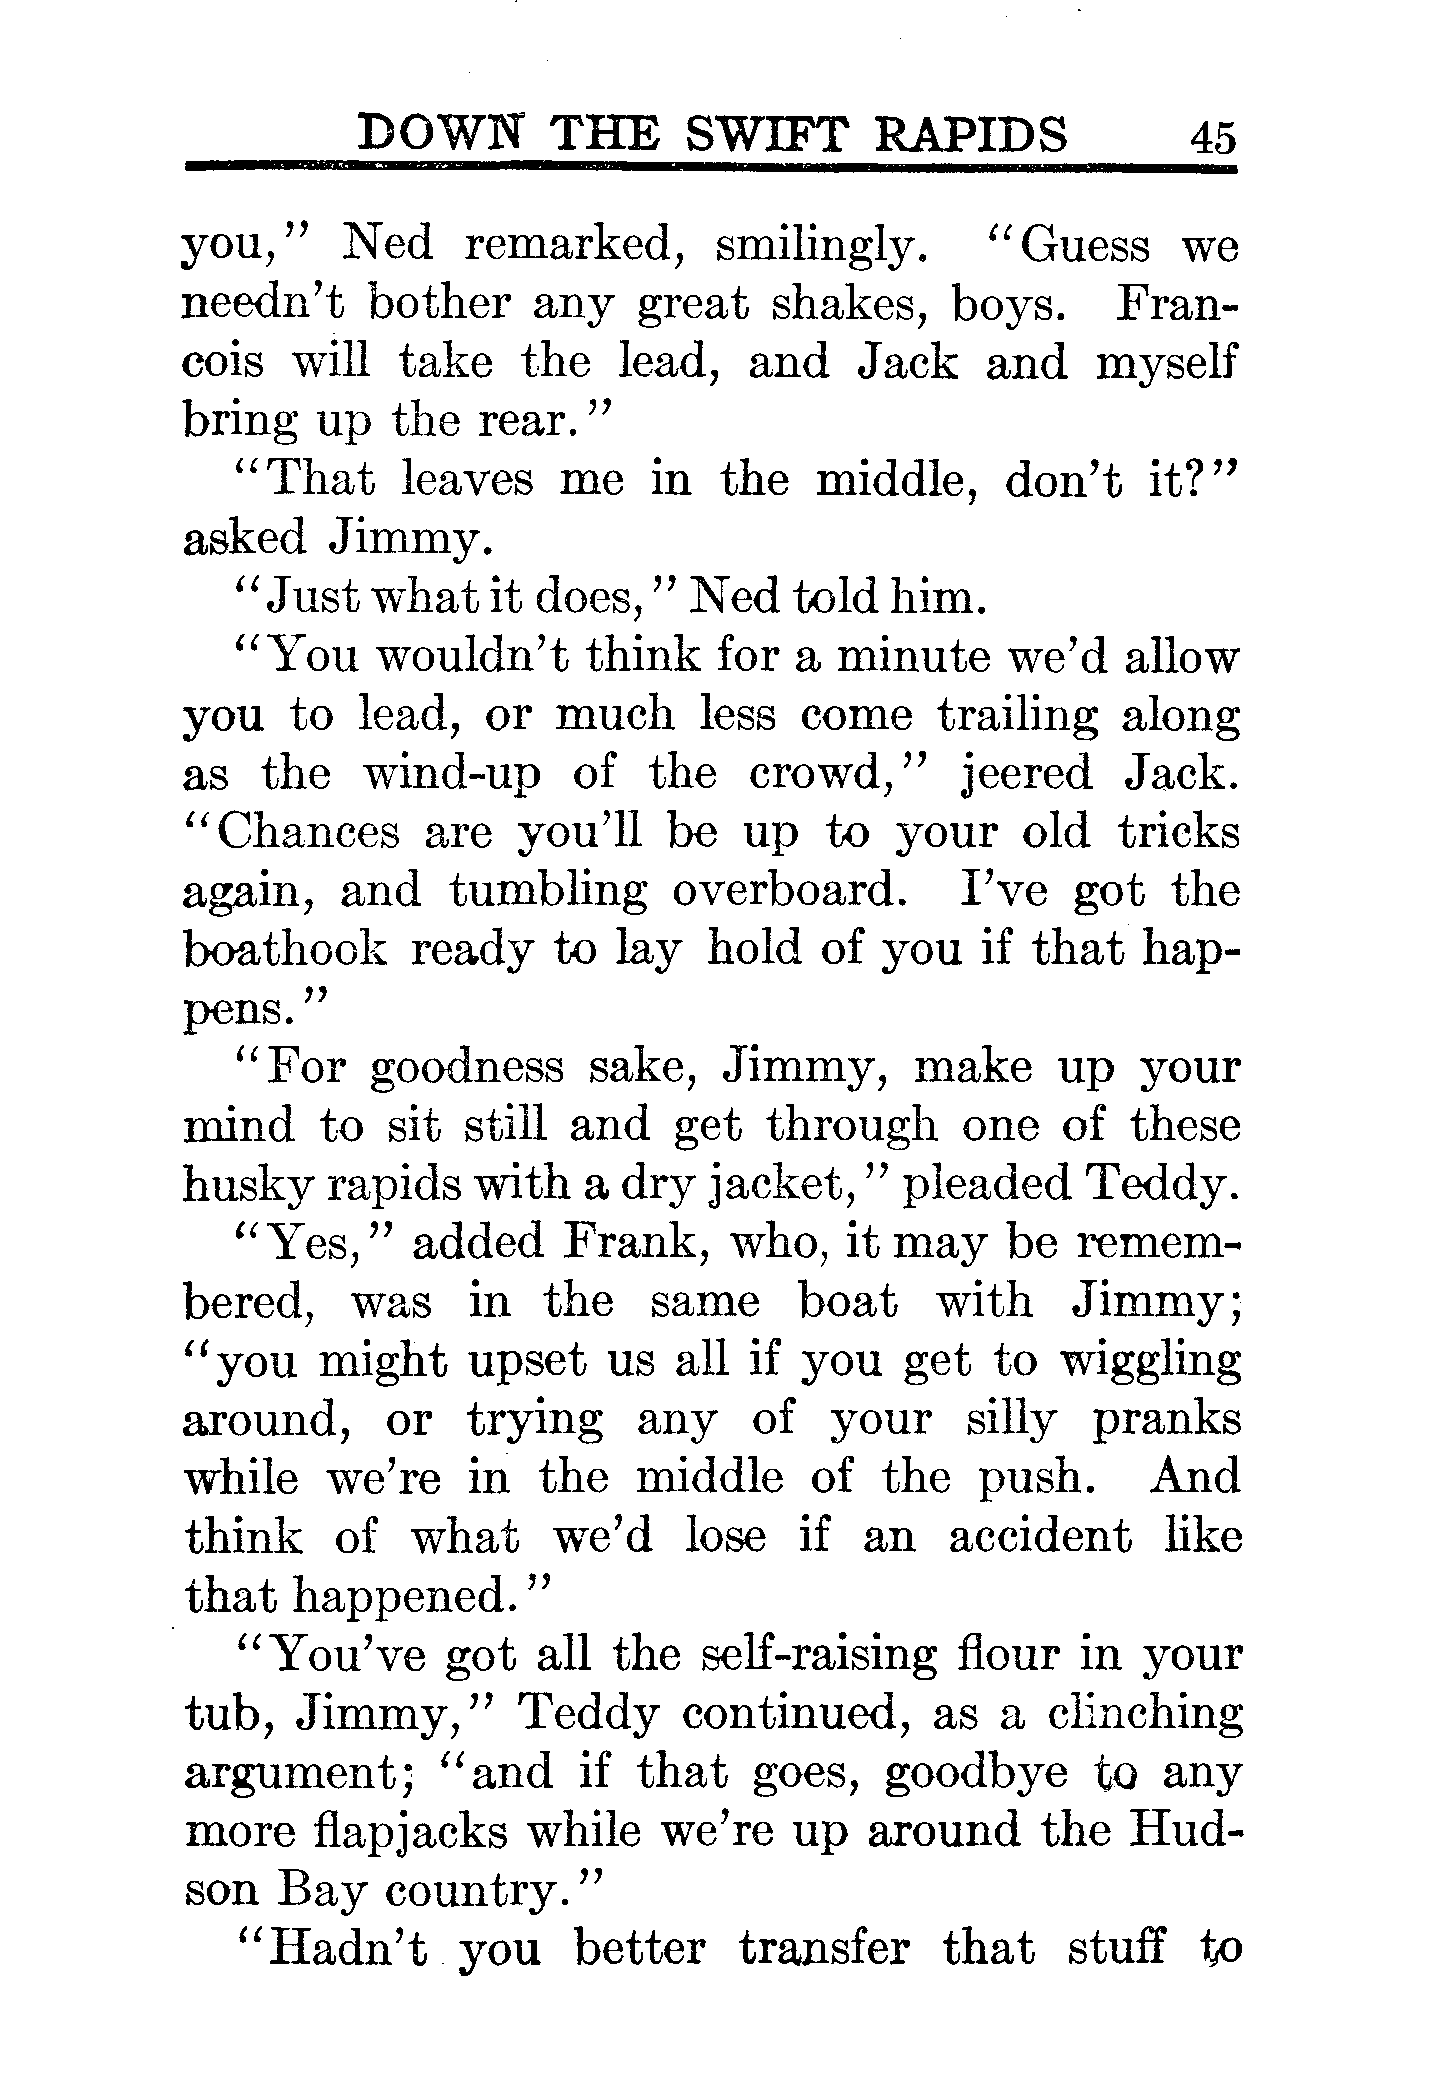 DOWN THE SWIFT RAPIDS 45
you," Ned remarked, smilingly. "Guess we
needn't bother any great shakes, boys. Fran-
cois will take the lead, and Jack and myself
bring up the rear."
"That leaves me in the middle, don't it?"
asked Jimmy.
"Just what it does," Ned told him.
"You wouldn't think for a minute we'd allow
you to lead, or much less come trailing along
as the wind-up of the crowd," jeered Jack.
"Chances are you'll be up to your old tricks
again, and tumbling overboard. I've got the
boathook ready to lay hold of you if that hap-
pens."
"For goodness sake, Jimmy, make up your
mind to sit still and get through one of these
husky rapids with a dry jacket," pleaded Teddy.
"Yes," added Frank, who, it may be remem-
bered, was in the same boat with Jimmy;
"you might upset us all if you get to wiggling
around, or trying any of your silly pranks
while we're in the middle of the push. And
think of what we'd lose if an accident like
that happened."
"You've got all the self-raising flour in your
tub, Jimmy," Teddy continued, as a clinching
argument; "and if that goes, goodbye to any
more flapjacks while we're up around the Hud-
son Bay country."
"Hadn't you better transfer that stuff to